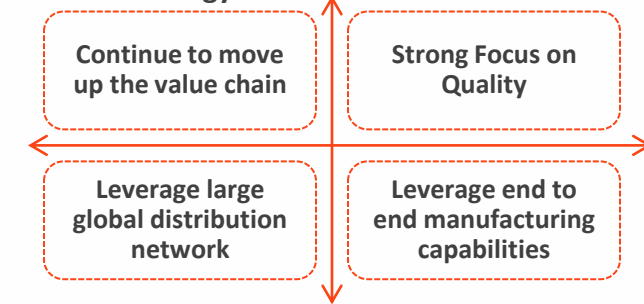 Continue to move
up the value chain
Strong Focus on
Quality
Leverage large
global distribution
network
Leverage end to
end manufacturing
capabilities